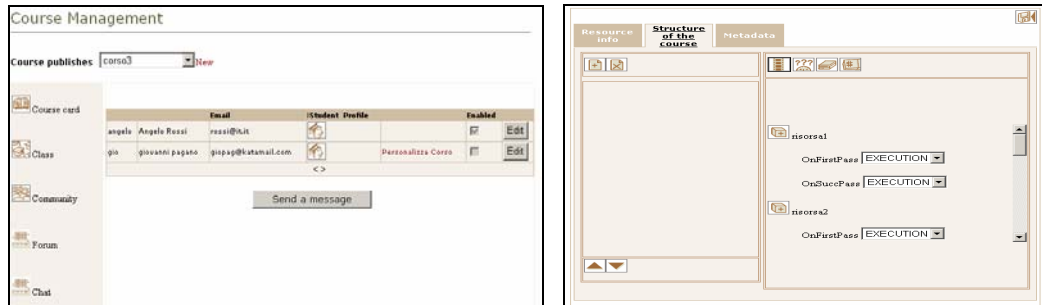 Course Management
Course publishes corso3 New
Course card
Class
Community
Forum
Chat
Email IStudent Profile Enabled
angelo Angelo Rossi rossi@it.it Edit
gio giovanni pagano giopag@katamail.com Personalizza Corso Edit
<>
Send a message
Resource info
Structure of the course
Metadata
???
risorsa1
OnFirstPass EXECUTION
OnSuccPass EXECUTION
risorsa2
OnFirstPass EXECUTION